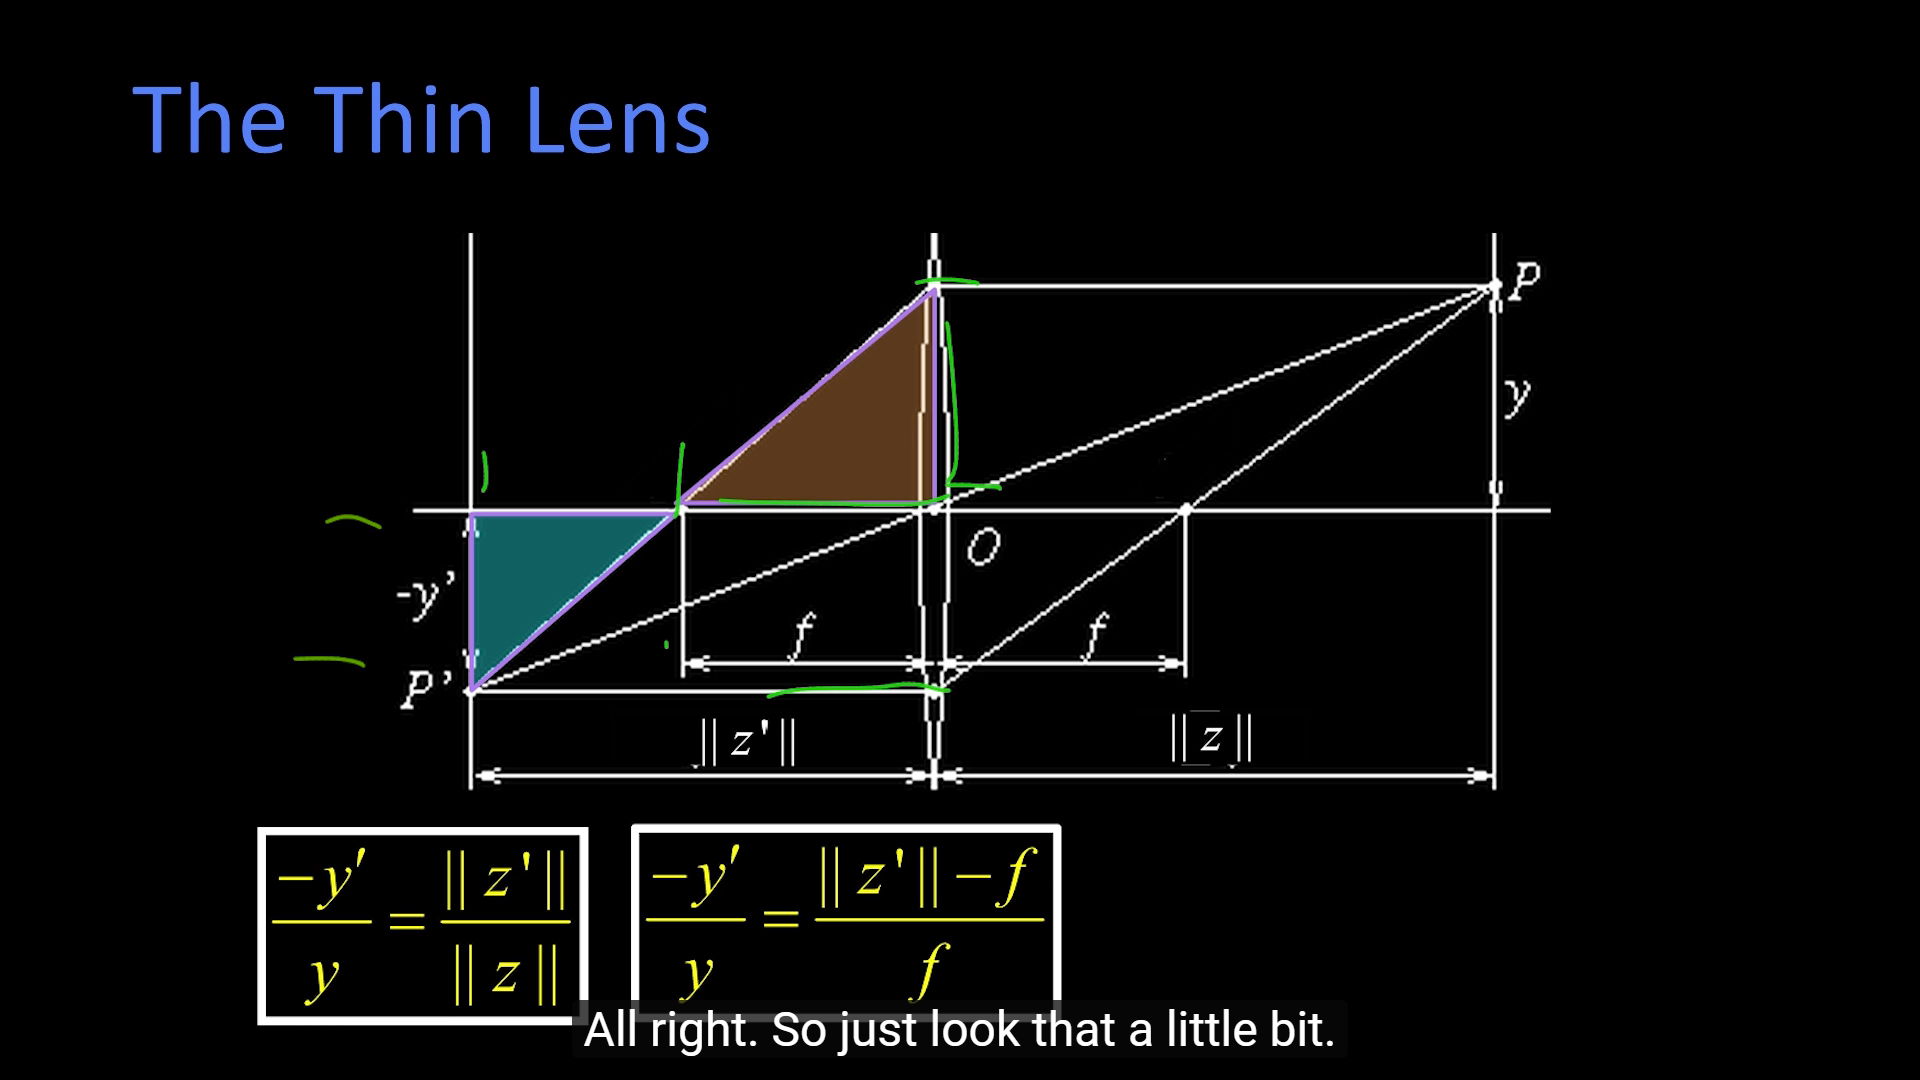 The Thin Lens
P
y
O
-y'
f
f
P'
|| z' ||
|| z ||
-y'/y = || z' || / || z ||
-y'/y = (|| z' || - f) / f
All right. So just look that a little bit.